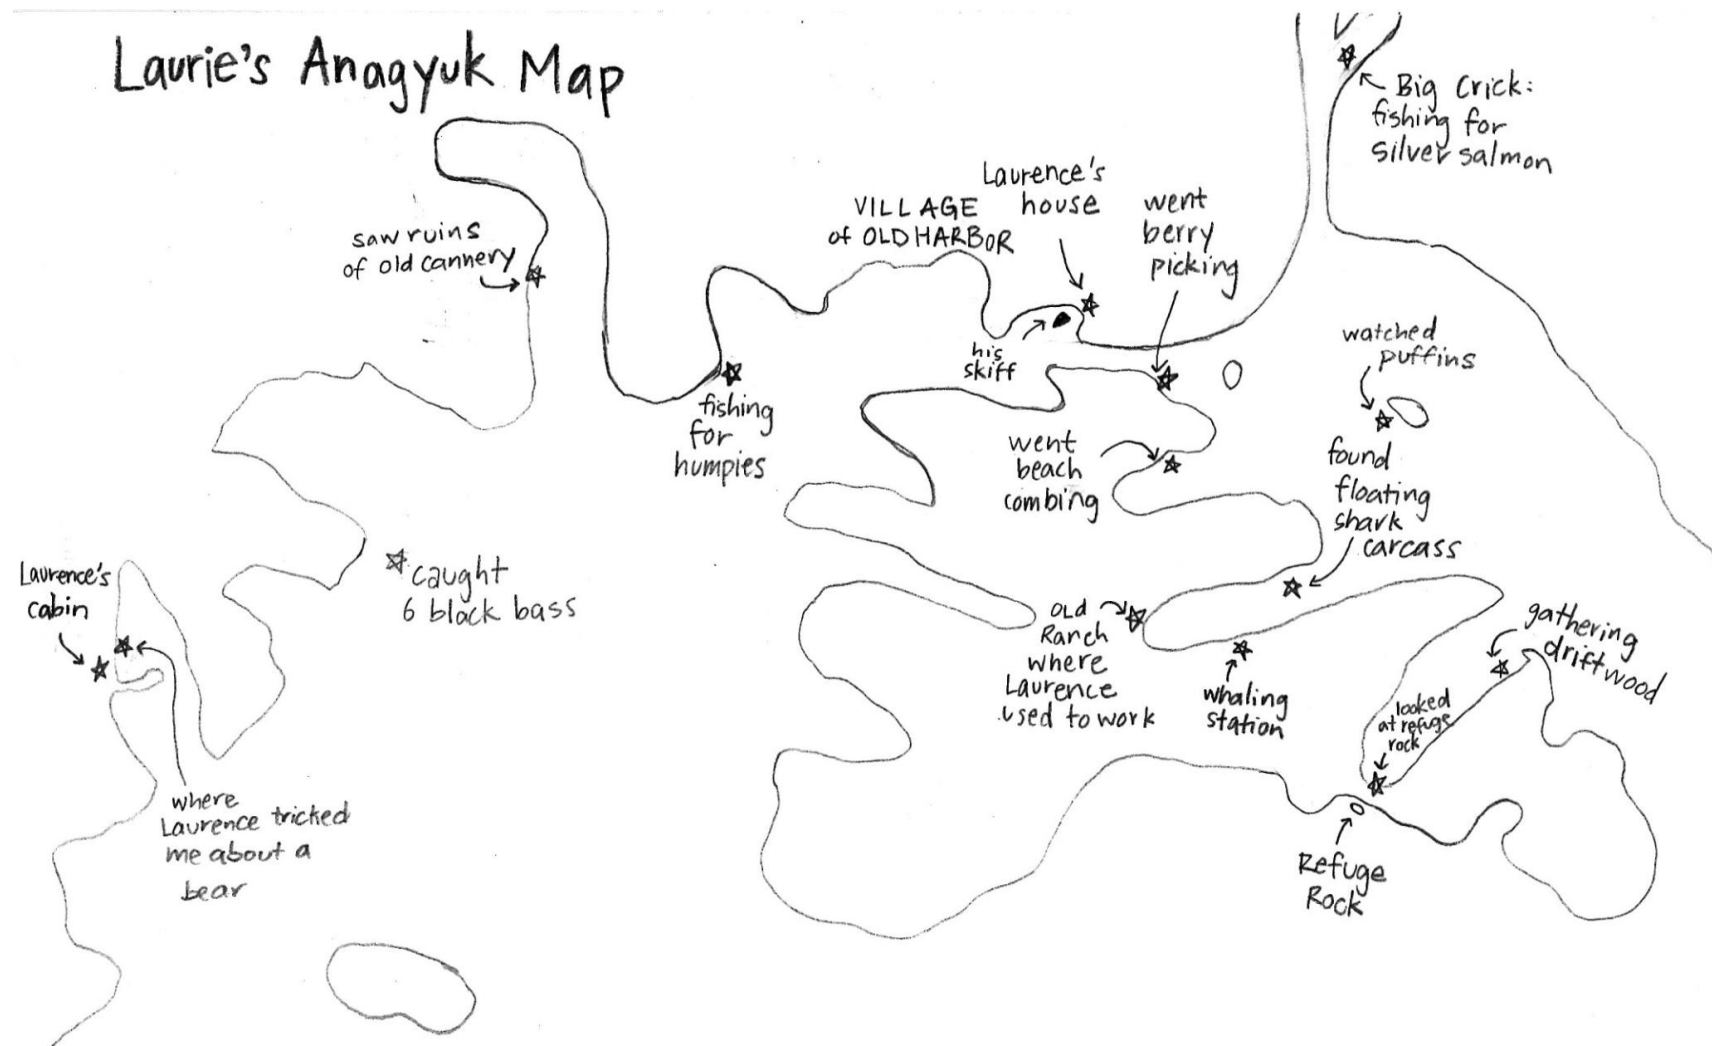 Laurie's Anagyuk Map
Big Crick:
fishing for
silver salmon
Laurence's
house
went
berry
picking
VILLAGE
of OLD HARBOR
saw ruins
of old cannery
his
skiff
watched
puffins
fishing
for
humpies
went
beach
combing
found
floating
shark
carcass
Laurence's
cabin
caught
6 black bass
OLd
Ranch
where
Laurence
used to work
whaling
station
gathering
driftwood
looked
at refuge
rock
where
Laurence tricked
me about a
bear
Refuge
Rock